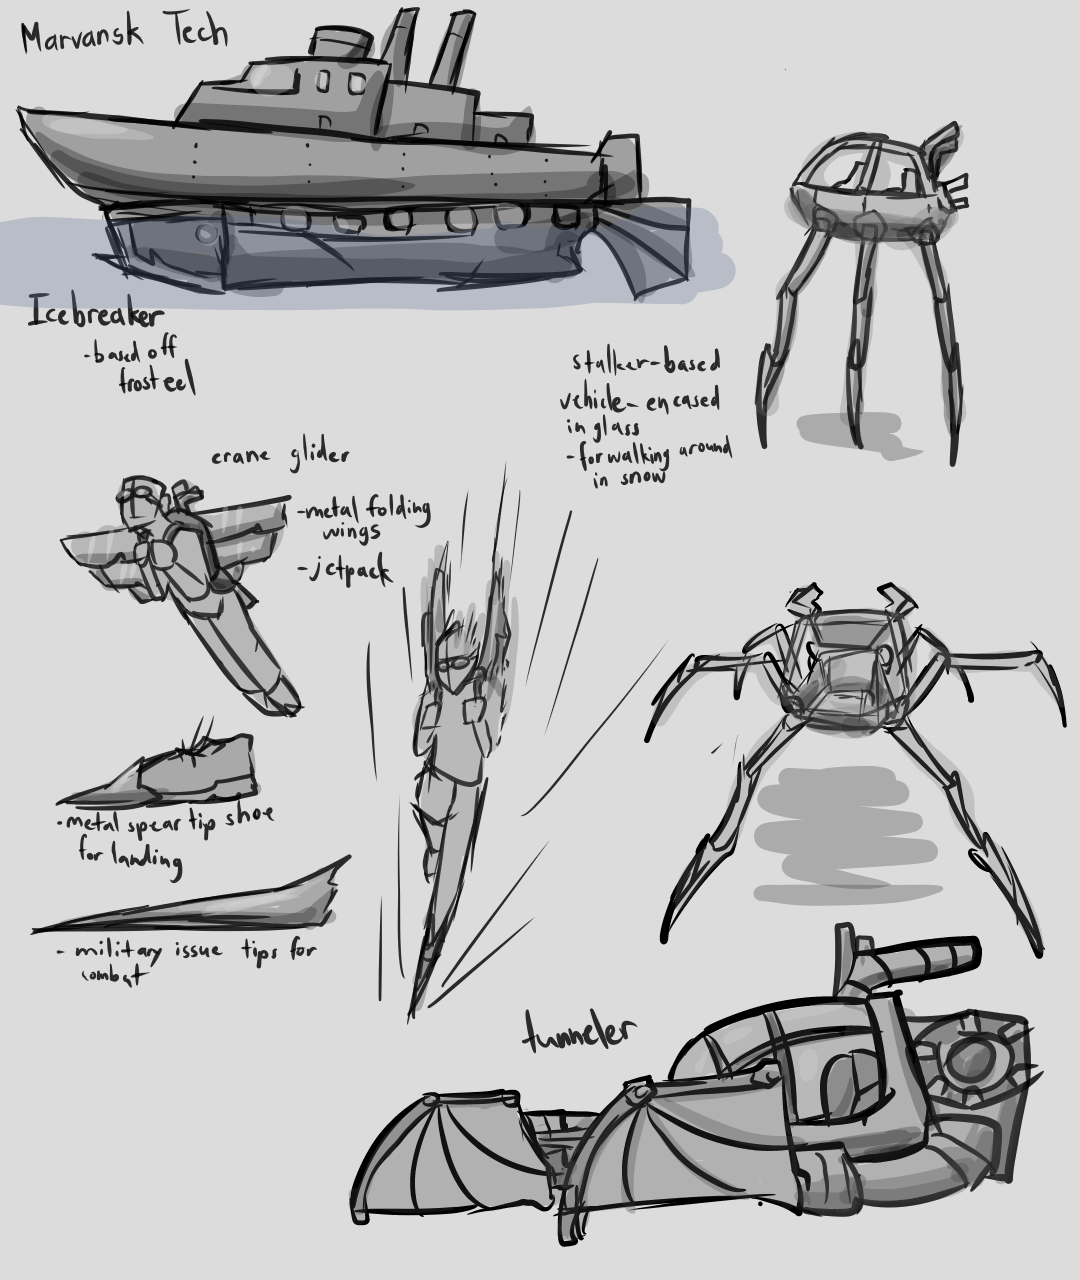 Marvansk Tech
Icebreaker
-based off
frost eel
stalker-based
vehicle- encased
in glass
-for walking around
in snow
crane glider
-metal folding
wings
-jetpack
-metal spear tip shoe
for landing
- military issue tips for
combat
tunneler